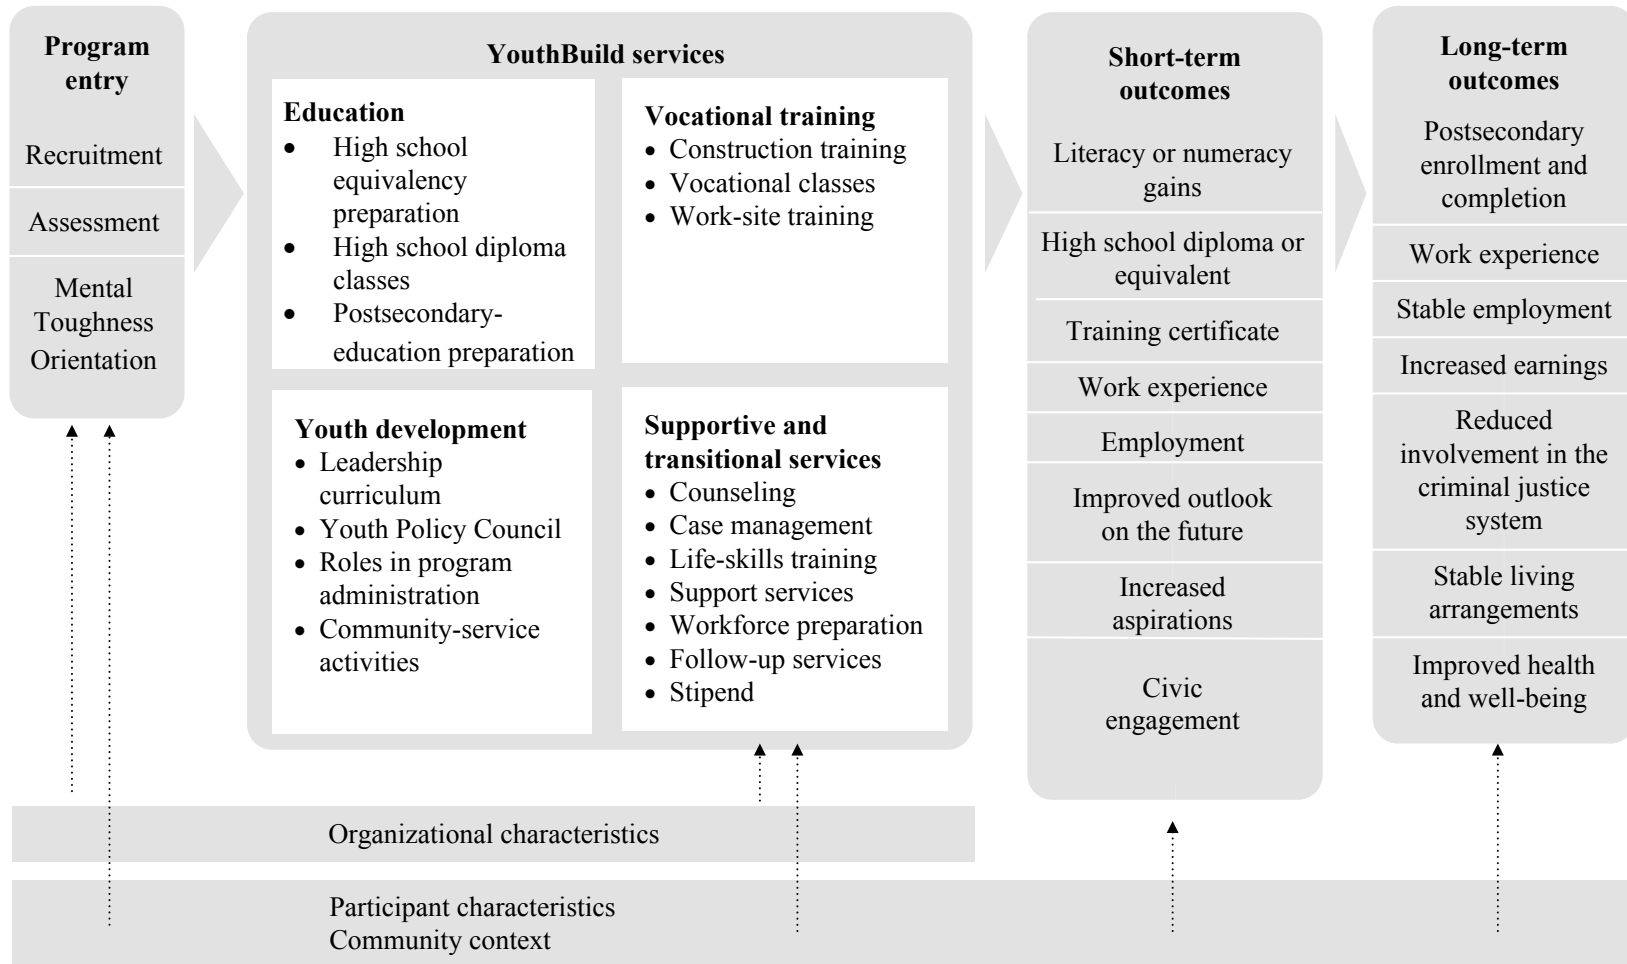 Program
entry
Recruitment
Assessment
Mental
Toughness
Orientation
YouthBuild services
Education
• High school
equivalency
preparation
• High school diploma
classes
• Postsecondary-
education preparation
Vocational training
• Construction training
• Vocational classes
• Work-site training
Youth development
• Leadership
curriculum
• Youth Policy Council
• Roles in program
administration
• Community-service
activities
Supportive and
transitional services
• Counseling
• Case management
• Life-skills training
• Support services
• Workforce preparation
• Follow-up services
• Stipend
Short-term
outcomes
Literacy or numeracy
gains
High school diploma or
equivalent
Training certificate
Work experience
Employment
Improved outlook
on the future
Increased
aspirations
Civic
engagement
Long-term
outcomes
Postsecondary
enrollment and
completion
Work experience
Stable employment
Increased earnings
Reduced
involvement in the
criminal justice
system
Stable living
arrangements
Improved health
and well-being
Organizational characteristics
Participant characteristics
Community context